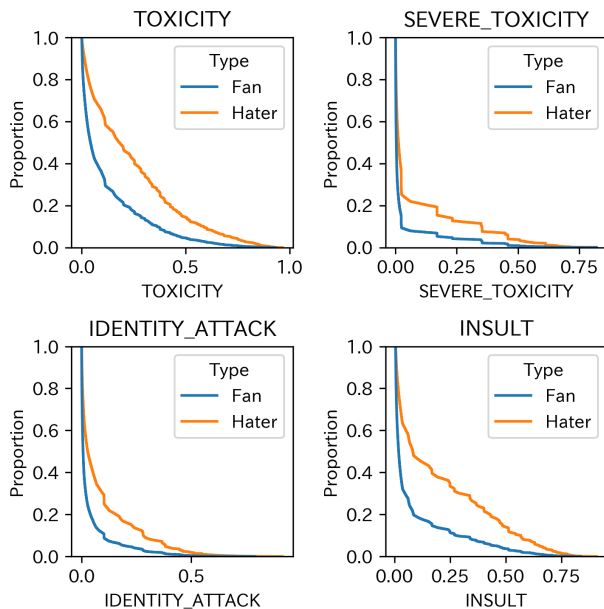 TOXICITY
1.0
0.8
0.6
0.4
0.2
0.0
Proportion
Type
Fan
Hater
0.0 0.5 1.0
TOXICITY
SEVERE_TOXICITY
1.0
0.8
0.6
0.4
0.2
0.0
Proportion
Type
Fan
Hater
0.00 0.25 0.50 0.75
SEVERE_TOXICITY
IDENTITY_ATTACK
1.0
0.8
0.6
0.4
0.2
0.0
Proportion
Type
Fan
Hater
0.0 0.5
IDENTITY_ATTACK
INSULT
1.0
0.8
0.6
0.4
0.2
0.0
Proportion
Type
Fan
Hater
0.00 0.25 0.50 0.75
INSULT